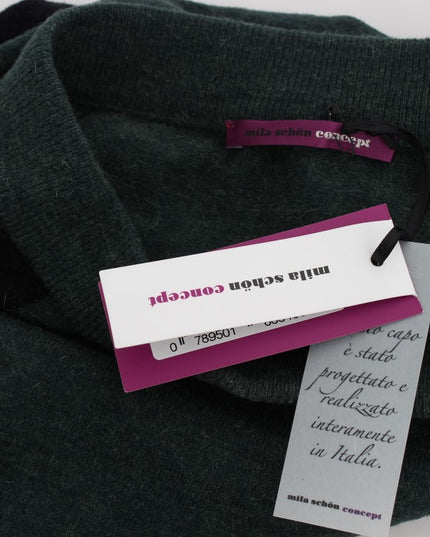 mila schön concept
mila schön concept
0 789501
capo
è stato
progettato e
realizzato
interamente
in Italia.
mila schön concept